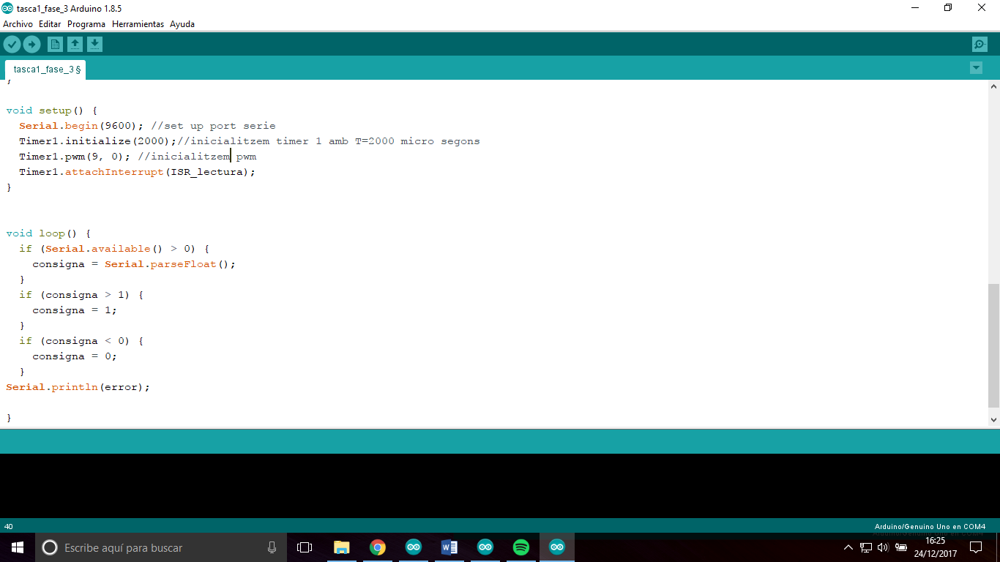 tasca1_fase_3 Arduino 1.8.5
Archivo Editar Programa Herramientas Ayuda
tasca1_fase_3 §
}
void setup() {
  Serial.begin(9600); //set up port serie
  Timer1.initialize(2000);//inicialitzem timer 1 amb T=2000 micro segons
  Timer1.pwm(9, 0); //inicialitzem pwm
  Timer1.attachInterrupt(ISR_lectura);
}
void loop() {
  if (Serial.available() > 0) {
    consigna = Serial.parseFloat();
  }
  if (consigna > 1) {
    consigna = 1;
  }
  if (consigna < 0) {
    consigna = 0;
  }
Serial.println(error);
}
40
Arduino/Genuino Uno en COM4
Escribe aquí para buscar
16:25
24/12/2017